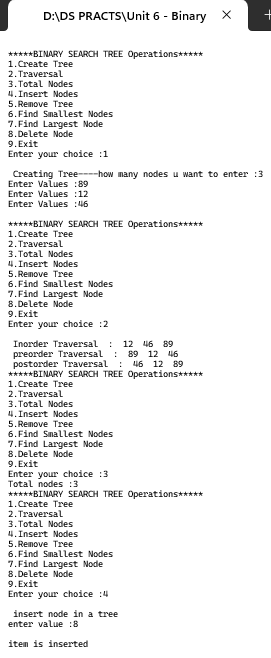 D:\DS PRACTS\Unit 6 - Binary
*****BINARY SEARCH TREE Operations*****
1.Create Tree
2.Traversal
3.Total Nodes
4.Insert Nodes
5.Remove Tree
6.Find Smallest Nodes
7.Find Largest Node
8.Delete Node
9.Exit
Enter your choice :1
Creating Tree----how many nodes u want to enter :3
Enter Values :89
Enter Values :12
Enter Values :46
*****BINARY SEARCH TREE Operations*****
1.Create Tree
2.Traversal
3.Total Nodes
4.Insert Nodes
5.Remove Tree
6.Find Smallest Nodes
7.Find Largest Node
8.Delete Node
9.Exit
Enter your choice :2
Inorder Traversal  :  12  46  89
preorder Traversal  :  89  12  46
postorder Traversal  :  46  12  89
*****BINARY SEARCH TREE Operations*****
1.Create Tree
2.Traversal
3.Total Nodes
4.Insert Nodes
5.Remove Tree
6.Find Smallest Nodes
7.Find Largest Node
8.Delete Node
9.Exit
Enter your choice :3
Total nodes :3
*****BINARY SEARCH TREE Operations*****
1.Create Tree
2.Traversal
3.Total Nodes
4.Insert Nodes
5.Remove Tree
6.Find Smallest Nodes
7.Find Largest Node
8.Delete Node
9.Exit
Enter your choice :4
insert node in a tree
enter value :8
item is inserted